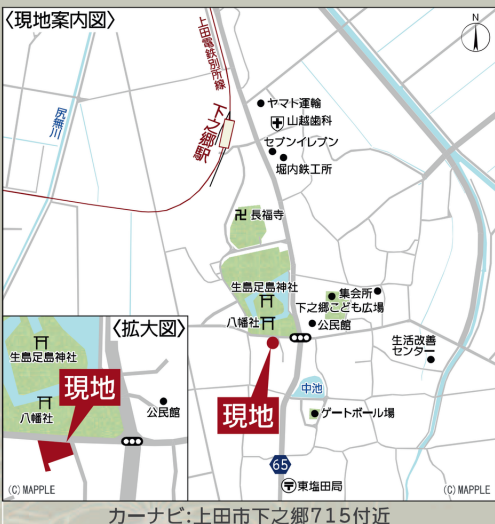 〈現地案内図〉
N
上田電鉄別所線
尻無川
下之郷駅
ヤマト運輸
山越歯科
セブンイレブン
堀内鉄工所
長福寺
生島足島神社
八幡社
集会所
下之郷こども広場
公民館
生活改善
センター
現地
中池
ゲートボール場
65
東塩田局
〈拡大図〉
生島足島神社
八幡社
現地
公民館
(C)MAPPLE
(C)MAPPLE
カーナビ:上田市下之郷715付近